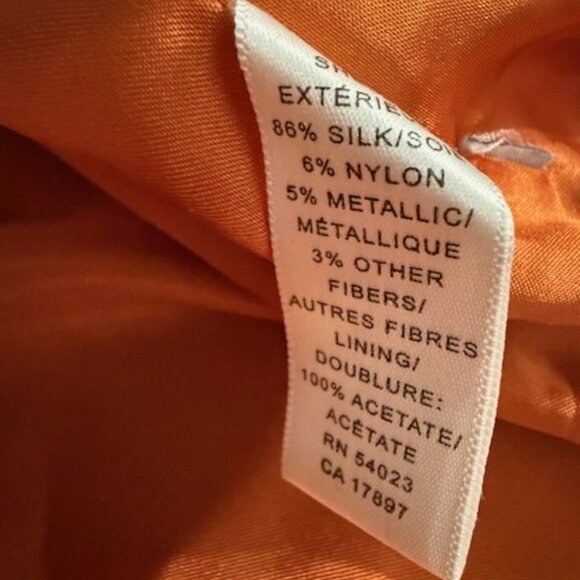 EXTÉRIE
86% SILK/SOI
6% NYLON
5% METALLIC/
MÉTALLIQUE
3% OTHER
FIBERS/
AUTRES FIBRES
LINING/
DOUBLURE:
100% ACETATE/
ACÉTATE
RN 54023
CA 17897